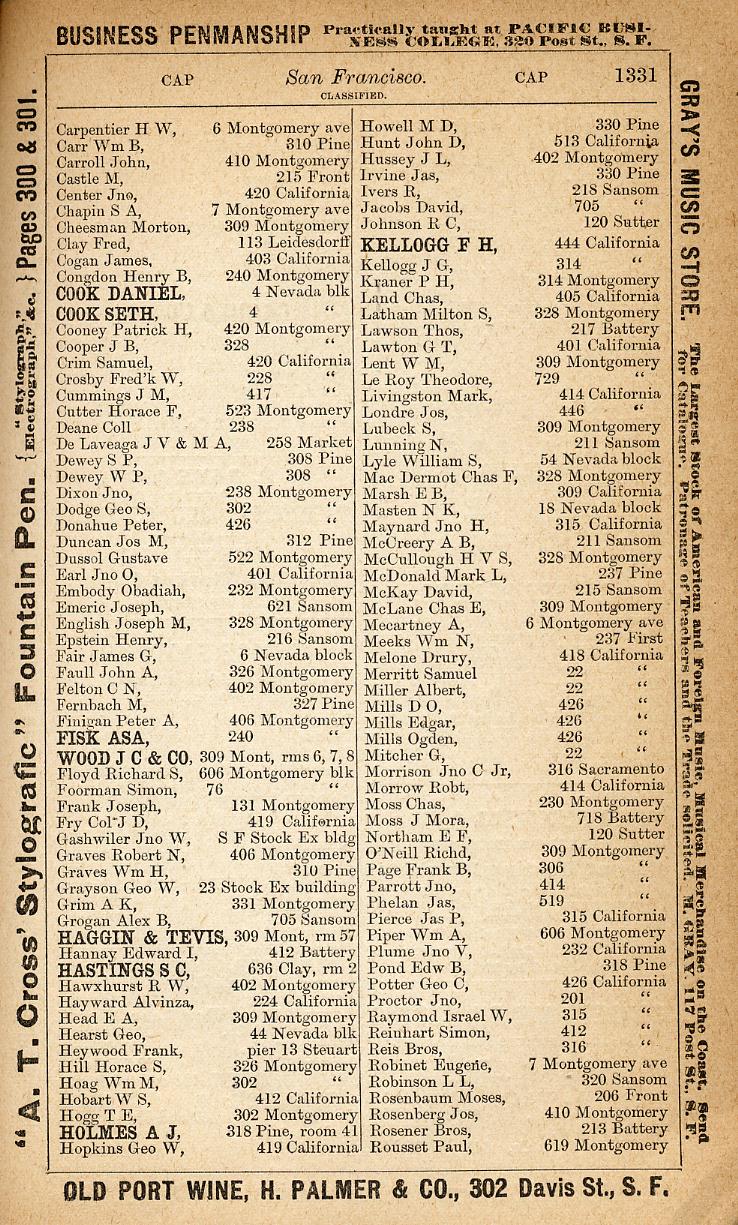 BUSINESS PENMANSHIP Practically taught at PACIFIC BUSI-
NESS COLLEGE, 320 Post St., S. F.
CAP San Francisco. CAP 1331
CLASSIFIED.
Carpentier H W, 6 Montgomery ave
Carr Wm B, 310 Pine
Carroll John, 410 Montgomery
Castle M, 215 Front
Center Jno, 420 California
Chapin S A, 7 Montgomery ave
Cheesman Morton, 309 Montgomery
Clay Fred, 113 Leidesdorff
Cogan James, 403 California
Congdon Henry B, 240 Montgomery
COOK DANIEL, 4 Nevada blk
COOK SETH, 4 "
Cooney Patrick H, 420 Montgomery
Cooper J B, 328 "
Crim Samuel, 420 California
Crosby Fred'k W, 228 "
Cummings J M, 417 "
Cutter Horace F, 523 Montgomery
Deane Coll 238 "
De Laveaga J V & M A, 258 Market
Dewey S P, 308 Pine
Dewey W P, 308 "
Dixon Jno, 238 Montgomery
Dodge Geo S, 302 "
Donahue Peter, 426 "
Duncan Jos M, 312 Pine
Dussol Gustave 522 Montgomery
Earl Jno O, 401 California
Embody Obadiah, 232 Montgomery
Emeric Joseph, 621 Sansom
English Joseph M, 328 Montgomery
Epstein Henry, 216 Sansom
Fair James G, 6 Nevada block
Faull John A, 326 Montgomery
Felton C N, 402 Montgomery
Fernbach M, 327 Pine
Finigan Peter A, 406 Montgomery
FISK ASA, 240 "
WOOD J C & CO, 309 Mont, rms 6, 7, 8
Floyd Richard S, 606 Montgomery blk
Foorman Simon, 76 "
Frank Joseph, 131 Montgomery
Fry Col J D, 419 California
Gashwiler Jno W, S F Stock Ex bldg
Graves Robert N, 406 Montgomery
Graves Wm H, 310 Pine
Grayson Geo W, 23 Stock Ex building
Grim A K, 331 Montgomery
Grogan Alex B, 705 Sansom
HAGGIN & TEVIS, 309 Mont, rm 57
Hannay Edward I, 412 Battery
HASTINGS S C, 636 Clay, rm 2
Hawxhurst R W, 402 Montgomery
Hayward Alvinza, 224 California
Head E A, 309 Montgomery
Hearst Geo, 44 Nevada blk
Heywood Frank, pier 13 Steuart
Hill Horace S, 326 Montgomery
Hoag Wm M, 302 "
Hobart W S, 412 California
Hogg T E, 302 Montgomery
HOLMES A J, 318 Pine, room 41
Hopkins Geo W, 419 California
Howell M D, 330 Pine
Hunt John D, 513 California
Hussey J L, 402 Montgomery
Irvine Jas, 330 Pine
Ivers R, 218 Sansom
Jacobs David, 705 "
Johnson R C, 120 Sutter
KELLOGG F H, 444 California
Kellogg J G, 314 "
Kraner P H, 314 Montgomery
Land Chas, 405 California
Latham Milton S, 328 Montgomery
Lawson Thos, 217 Battery
Lawton G T, 401 California
Lent W M, 309 Montgomery
Le Roy Theodore, 729 "
Livingston Mark, 414 California
Londre Jos, 446 "
Lubeck S, 309 Montgomery
Lunning N, 211 Sansom
Lyle William S, 54 Nevada block
Mac Dermot Chas F, 328 Montgomery
Marsh E B, 309 California
Masten N K, 18 Nevada block
Maynard Jno H, 315 California
McCreery A B, 211 Sansom
McCullough H V S, 328 Montgomery
McDonald Mark L, 237 Pine
McKay David, 215 Sansom
McLane Chas E, 309 Montgomery
Mecartney A, 6 Montgomery ave
Meeks Wm N, 237 First
Melone Drury, 418 California
Merritt Samuel 22 "
Miller Albert, 22 "
Mills D O, 426 "
Mills Edgar, 426 "
Mills Ogden, 426 "
Mitcher G, 22 "
Morrison Jno C Jr, 316 Sacramento
Morrow Robt, 414 California
Moss Chas, 230 Montgomery
Moss J Mora, 718 Battery
Northam E F, 120 Sutter
O'Neill Richd, 309 Montgomery
Page Frank B, 306 "
Parrott Jno, 414 "
Phelan Jas, 519 "
Pierce Jas P, 315 California
Piper Wm A, 606 Montgomery
Plume Jno V, 232 California
Pond Edw B, 318 Pine
Potter Geo C, 426 California
Proctor Jno, 201 "
Raymond Israel W, 315 "
Reinhart Simon, 412 "
Reis Bros, 316 "
Robinet Eugene, 7 Montgomery ave
Robinson L L, 320 Sansom
Rosenbaum Moses, 206 Front
Rosenberg Jos, 410 Montgomery
Rosener Bros, 213 Battery
Rousset Paul, 619 Montgomery
"A. T. Cross' Stylografic" Fountain Pen. { "Stylograph," Electrograph," &c. } Pages 300 & 301.
GRAY'S MUSIC STORE. The Largest Stock of American and Foreign Music, Musical Merchandise on the Coast. Send
for Catalogue. Patronage of Teachers and the Trade solicited. M. GRAY. 117 Post St., S. F.
OLD PORT WINE, H. PALMER & CO., 302 Davis St., S. F.